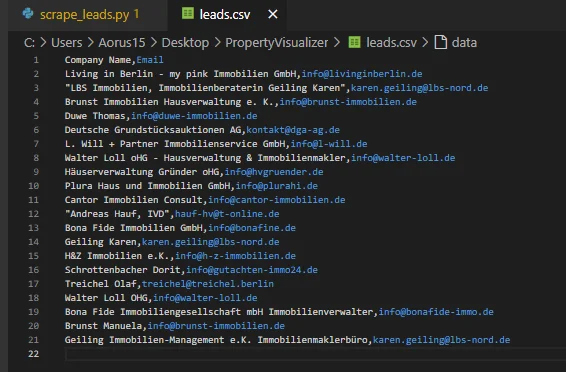 scrape_leads.py 1 leads.csv
C: > Users > Aorus15 > Desktop > PropertyVisualizer > leads.csv > data
1 Company Name,Email
2 Living in Berlin - my pink Immobilien GmbH,info@livinginberlin.de
3 "LBS Immobilien, Immobilienberaterin Geiling Karen",karen.geiling@lbs-nord.de
4 Brunst Immobilien Hausverwaltung e. K.,info@brunst-immobilien.de
5 Duwe Thomas,info@duwe-immobilien.de
6 Deutsche Grundstücksauktionen AG,kontakt@dga-ag.de
7 L. Will + Partner Immobilienservice GmbH,info@l-will.de
8 Walter Loll oHG - Hausverwaltung & Immobilienmakler,info@walter-loll.de
9 Häuserverwaltung Gründer oHG,info@hvgruender.de
10 Plura Haus und Immobilien GmbH,info@plurahi.de
11 Cantor Immobilien Consult,info@cantor-immobilien.de
12 "Andreas Hauf, IVD",hauf-hv@t-online.de
13 Bona Fide Immobilien GmbH,info@bonafine.de
14 Geiling Karen,karen.geiling@lbs-nord.de
15 H&Z Immobilien e.K.,info@h-z-immobilien.de
16 Schrottenbacher Dorit,info@gutachten-immo24.de
17 Treichel Olaf,treichel@treichel.berlin
18 Walter Loll OHG,info@walter-loll.de
19 Bona Fide Immobiliengesellschaft mbH Immobilienverwalter,info@bonafide-immo.de
20 Brunst Manuela,info@brunst-immobilien.de
21 Geiling Immobilien-Management e.K. Immobilienmaklerbüro,karen.geiling@lbs-nord.de
22